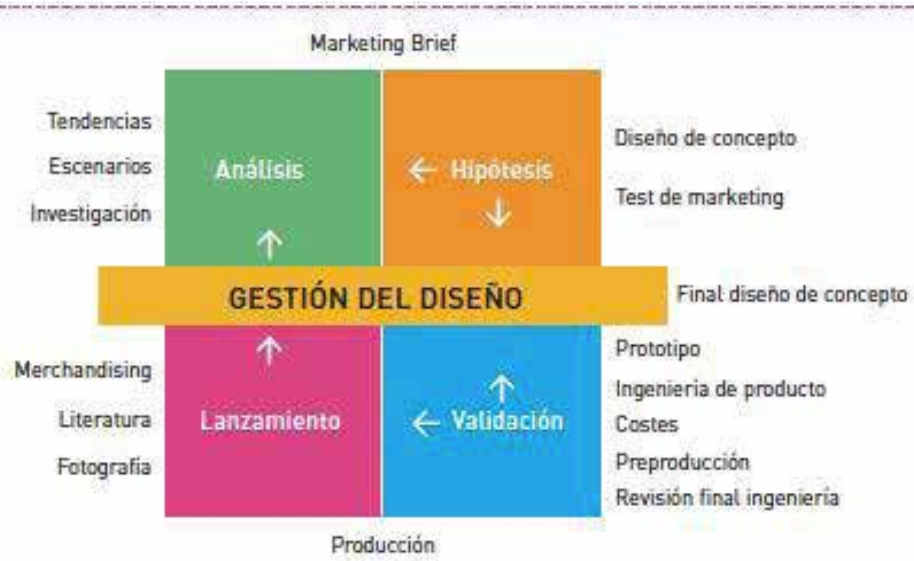 Marketing Brief
Tendencias
Escenarios
Investigación
Análisis
← Hipótesis
↓
↑
Diseño de concepto
Test de marketing
GESTIÓN DEL DISEÑO
Final diseño de concepto
↑
Merchandising
Literatura
Fotografía
Lanzamiento
↑
← Validación
Prototipo
Ingenieria de producto
Costes
Preproducción
Revisión final ingeniería
Producción